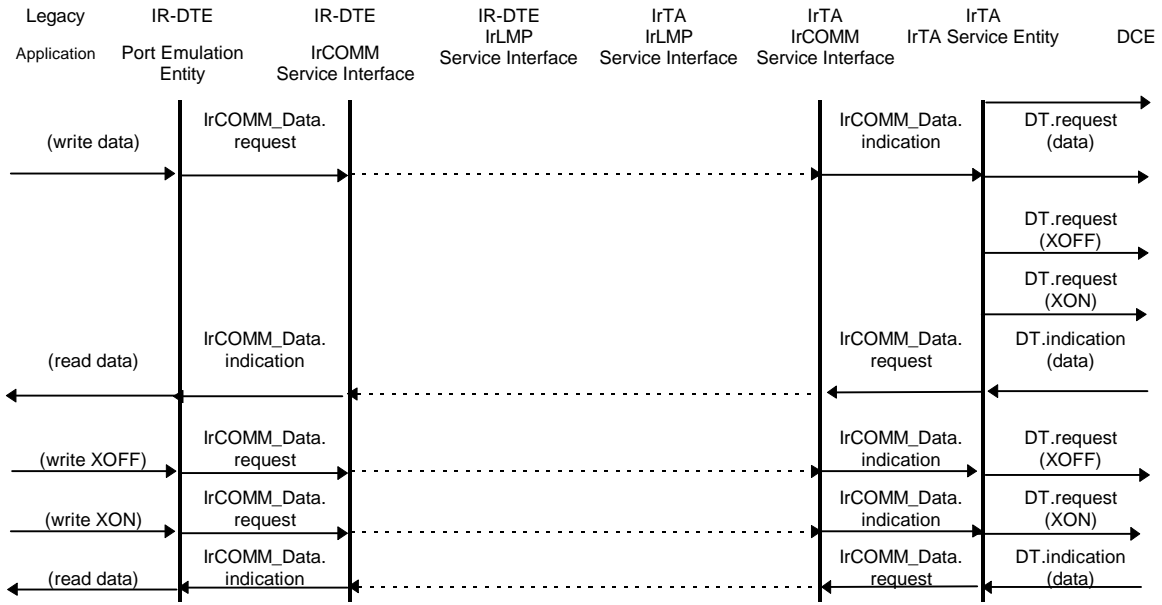 Legacy
Application
IR-DTE
Port Emulation
Entity
IR-DTE
IrCOMM
Service Interface
IR-DTE
IrLMP
Service Interface
IrTA
IrLMP
Service Interface
IrTA
IrCOMM
Service Interface
IrTA
IrTA Service Entity
DCE
(write data)
IrCOMM_Data.
request
IrCOMM_Data.
indication
DT.request
(data)
DT.request
(XOFF)
DT.request
(XON)
(read data)
IrCOMM_Data.
indication
IrCOMM_Data.
request
DT.indication
(data)
(write XOFF)
IrCOMM_Data.
request
IrCOMM_Data.
indication
DT.request
(XOFF)
(write XON)
IrCOMM_Data.
request
IrCOMM_Data.
indication
DT.request
(XON)
(read data)
IrCOMM_Data.
indication
IrCOMM_Data.
request
DT.indication
(data)